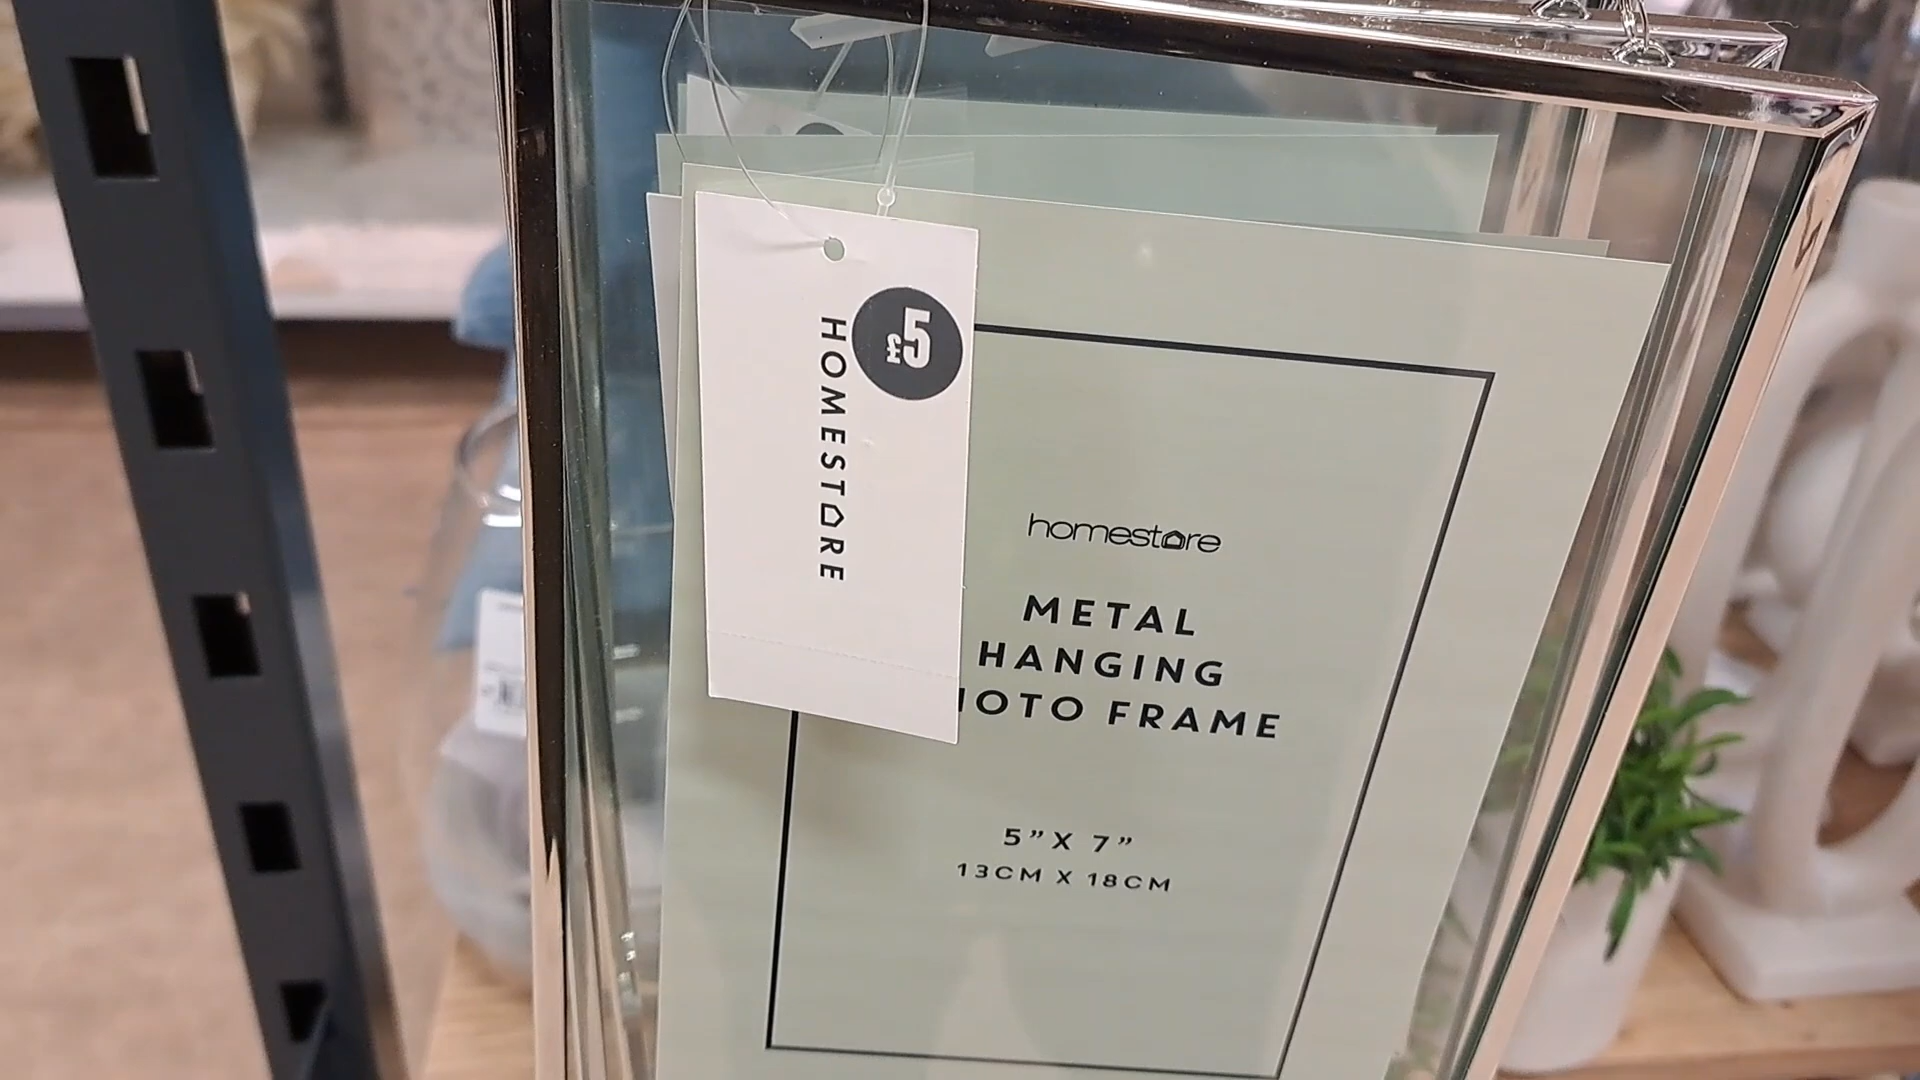 £5
HOMESTORE
homestore
METAL
HANGING
OTO FRAME
5” X 7”
13CM X 18CM